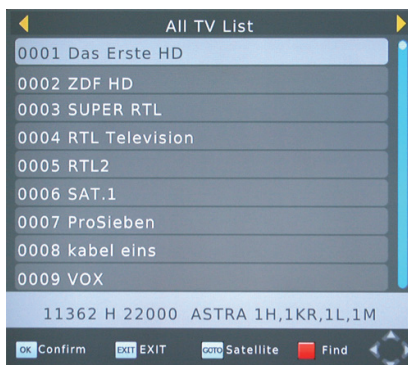 All TV List
0001 Das Erste HD
0002 ZDF HD
0003 SUPER RTL
0004 RTL Television
0005 RTL2
0006 SAT.1
0007 ProSieben
0008 kabel eins
0009 VOX
11362 H 22000 ASTRA 1H,1KR,1L,1M
OK Confirm EXIT EXIT GOTO Satellite Find